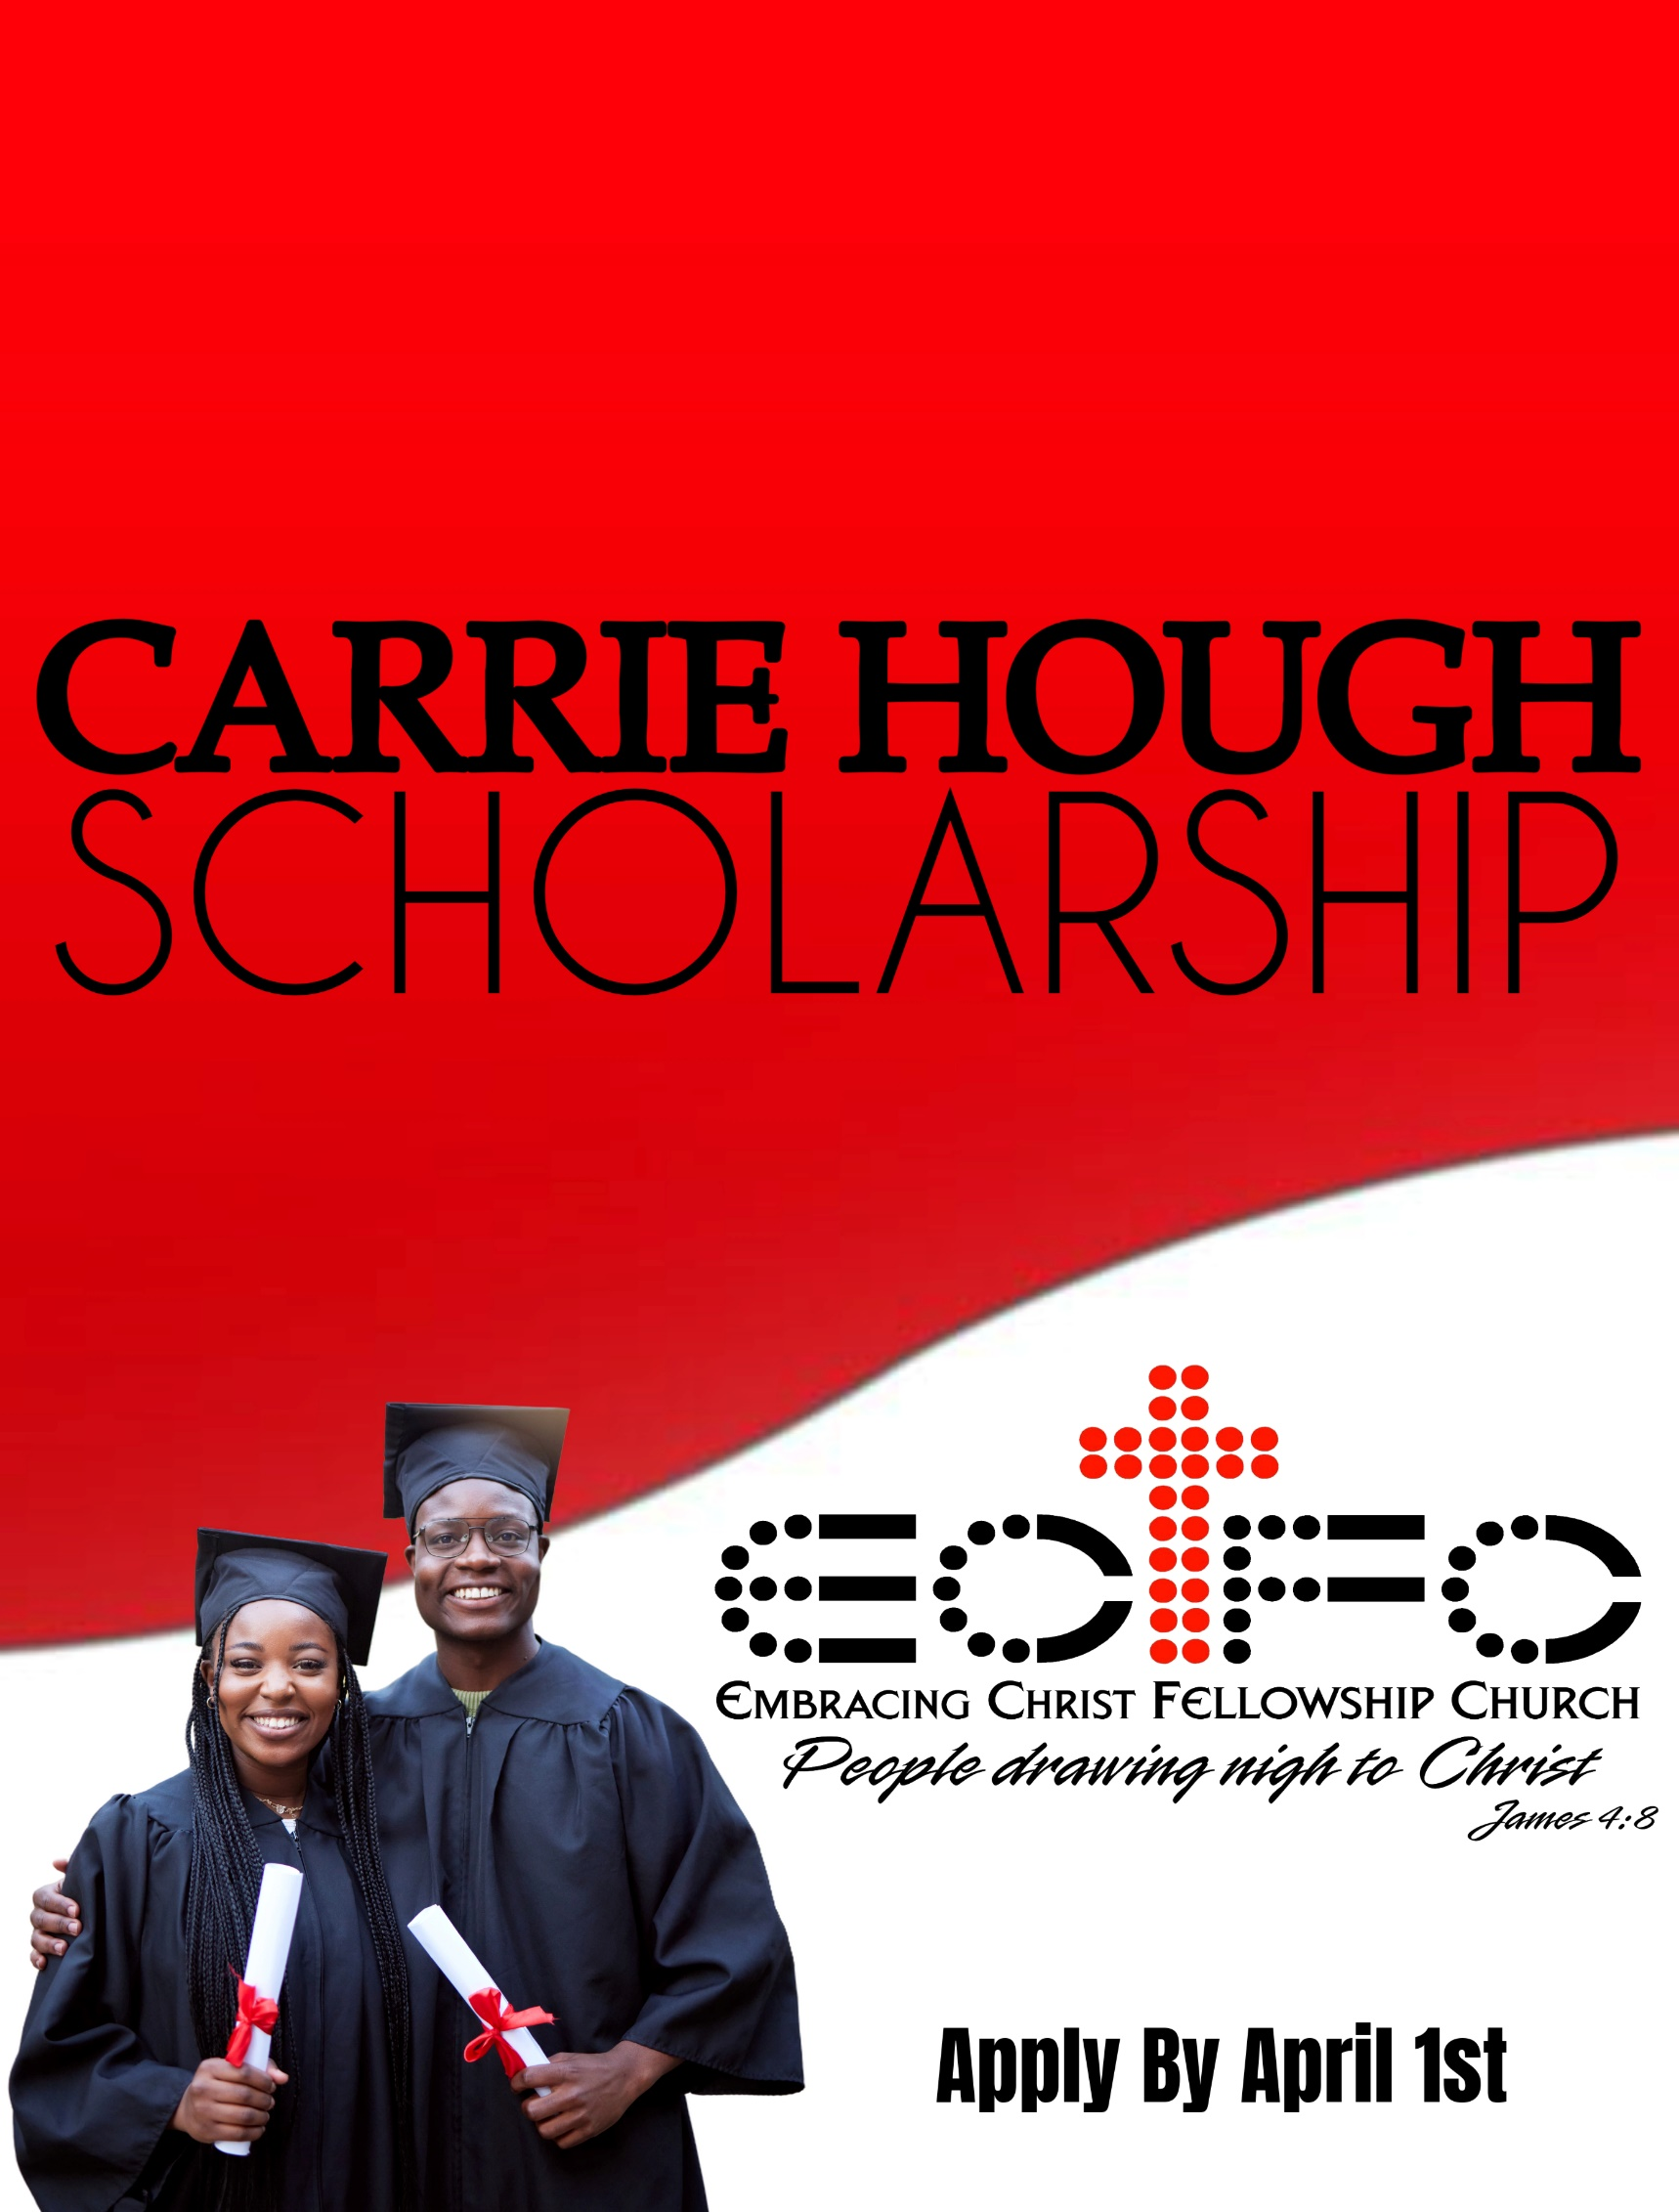 CARRIE HOUGH
SCHOLARSHIP
ECFC
EMBRACING CHRIST FELLOWSHIP CHURCH
People drawing nigh to Christ
James 4:8
Apply By April 1st